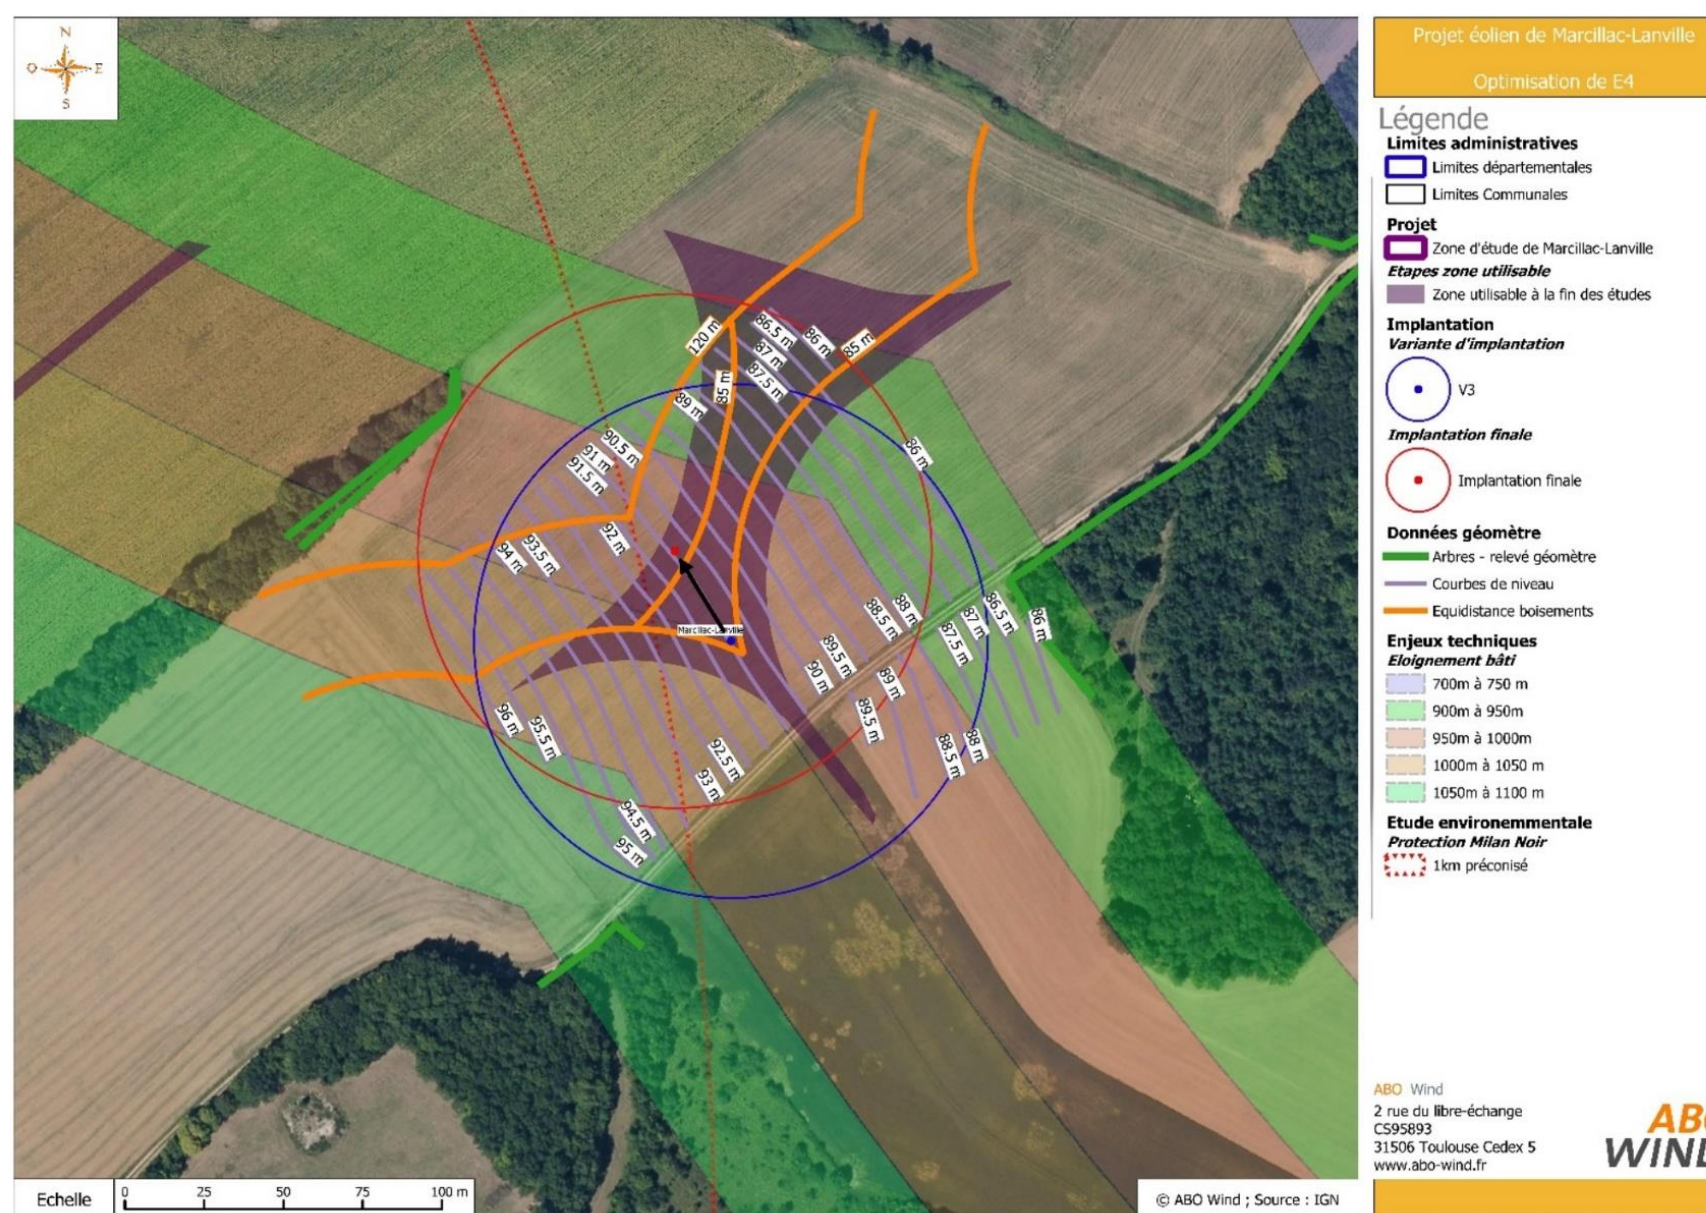 N
O
E
S
120 m
86.5 m
86 m
87 m
85 m
87.5 m
85 m
89 m
86 m
90.5 m
91 m
91.5 m
92 m
93.5 m
94 m
88.5 m
88 m
87 m
86.5 m
86 m
87.5 m
89.5 m
90 m
89 m
89.5 m
88.5 m
88 m
Marcillac-Lanville
96 m
95.5 m
92.5 m
93 m
94.5 m
95 m
Echelle
0 25 50 75 100 m
© ABO Wind ; Source : IGN
Projet éolien de Marcillac-Lanville
Optimisation de E4
Légende
Limites administratives
Limites départementales
Limites Communales
Projet
Zone d'étude de Marcillac-Lanville
Etapes zone utilisable
Zone utilisable à la fin des études
Implantation
Variante d'implantation
V3
Implantation finale
Implantation finale
Données géomètre
Arbres - relevé géomètre
Courbes de niveau
Equidistance boisements
Enjeux techniques
Eloignement bâti
700m à 750 m
900m à 950m
950m à 1000m
1000m à 1050 m
1050m à 1100 m
Etude environemmentale
Protection Milan Noir
1km préconisé
ABO Wind
2 rue du libre-échange
CS95893
31506 Toulouse Cedex 5
www.abo-wind.fr